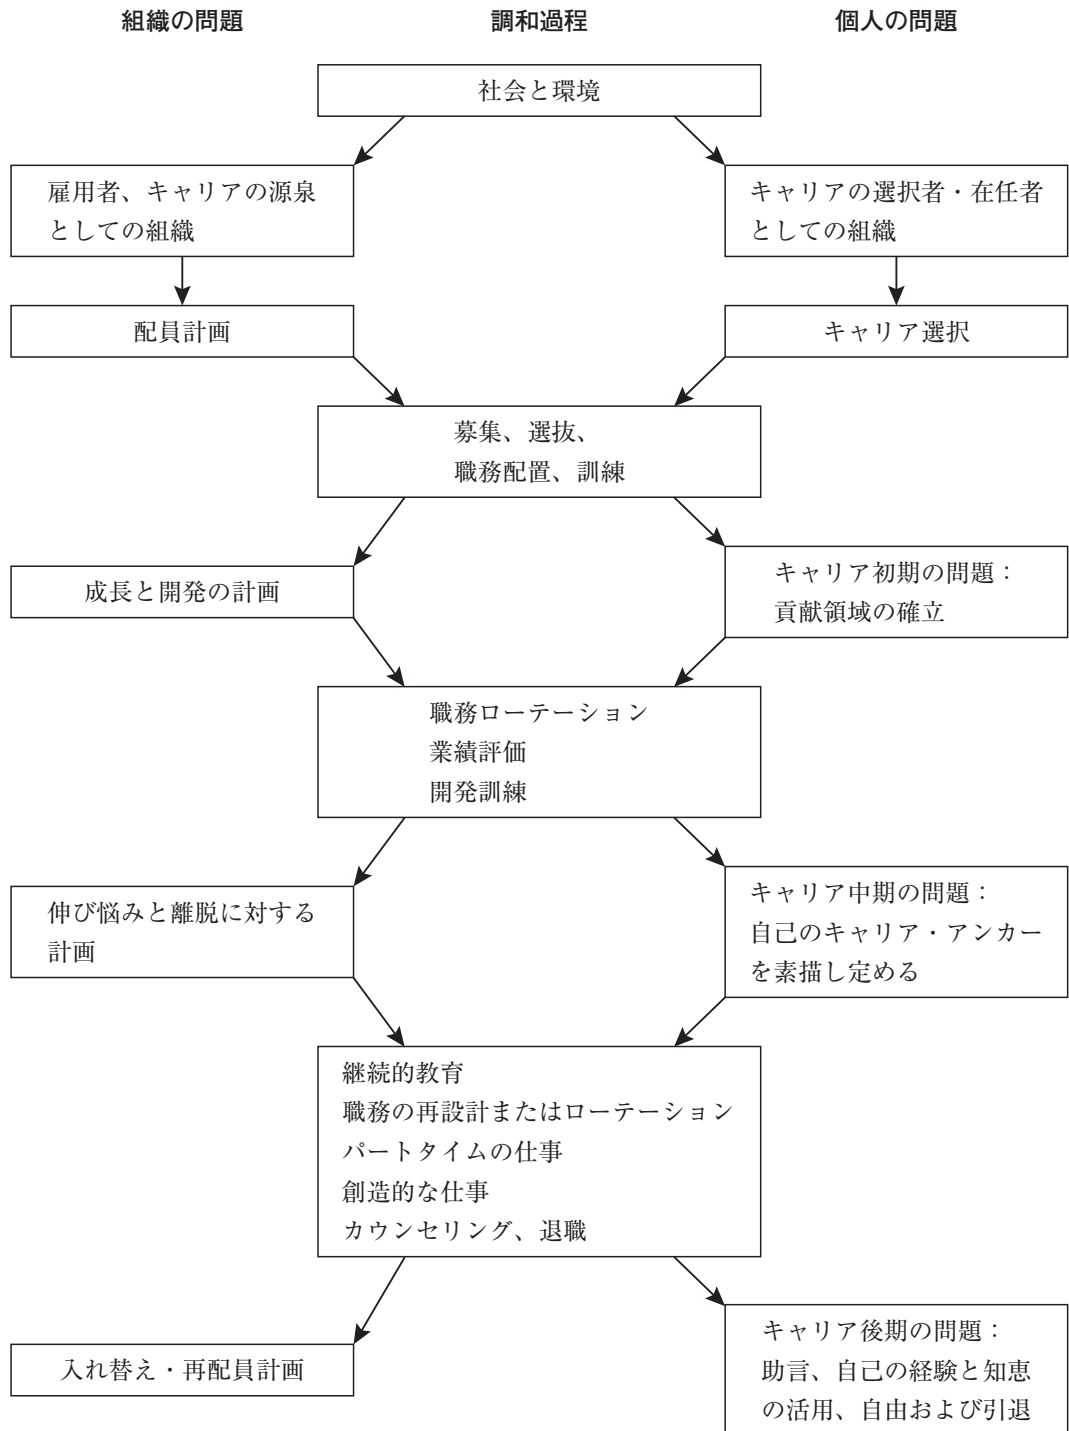 組織の問題
調和過程
個人の問題
社会と環境
雇用者、キャリアの源泉
としての組織
キャリアの選択者・在任者
としての組織
配員計画
キャリア選択
募集、選抜、
職務配置、訓練
成長と開発の計画
キャリア初期の問題：
貢献領域の確立
職務ローテーション
業績評価
開発訓練
伸び悩みと離脱に対する
計画
キャリア中期の問題：
自己のキャリア・アンカー
を素描し定める
継続的教育
職務の再設計またはローテーション
パートタイムの仕事
創造的な仕事
カウンセリング、退職
入れ替え・再配員計画
キャリア後期の問題：
助言、自己の経験と知恵
の活用、自由および引退